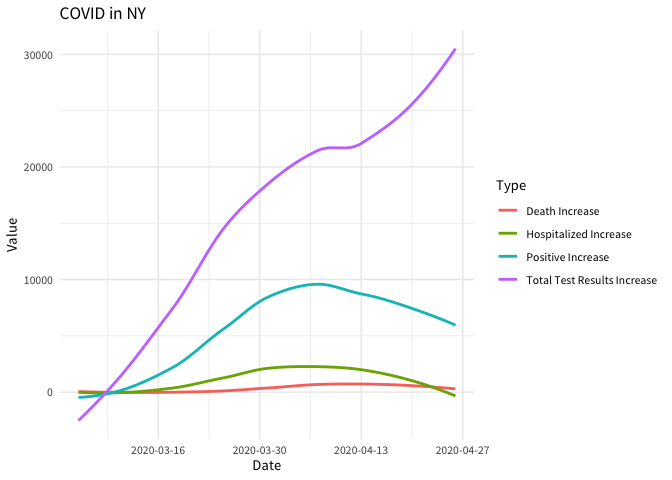 COVID in NY
30000
20000
10000
0
Value
2020-03-16
2020-03-30
2020-04-13
2020-04-27
Date
Type
Death Increase
Hospitalized Increase
Positive Increase
Total Test Results Increase